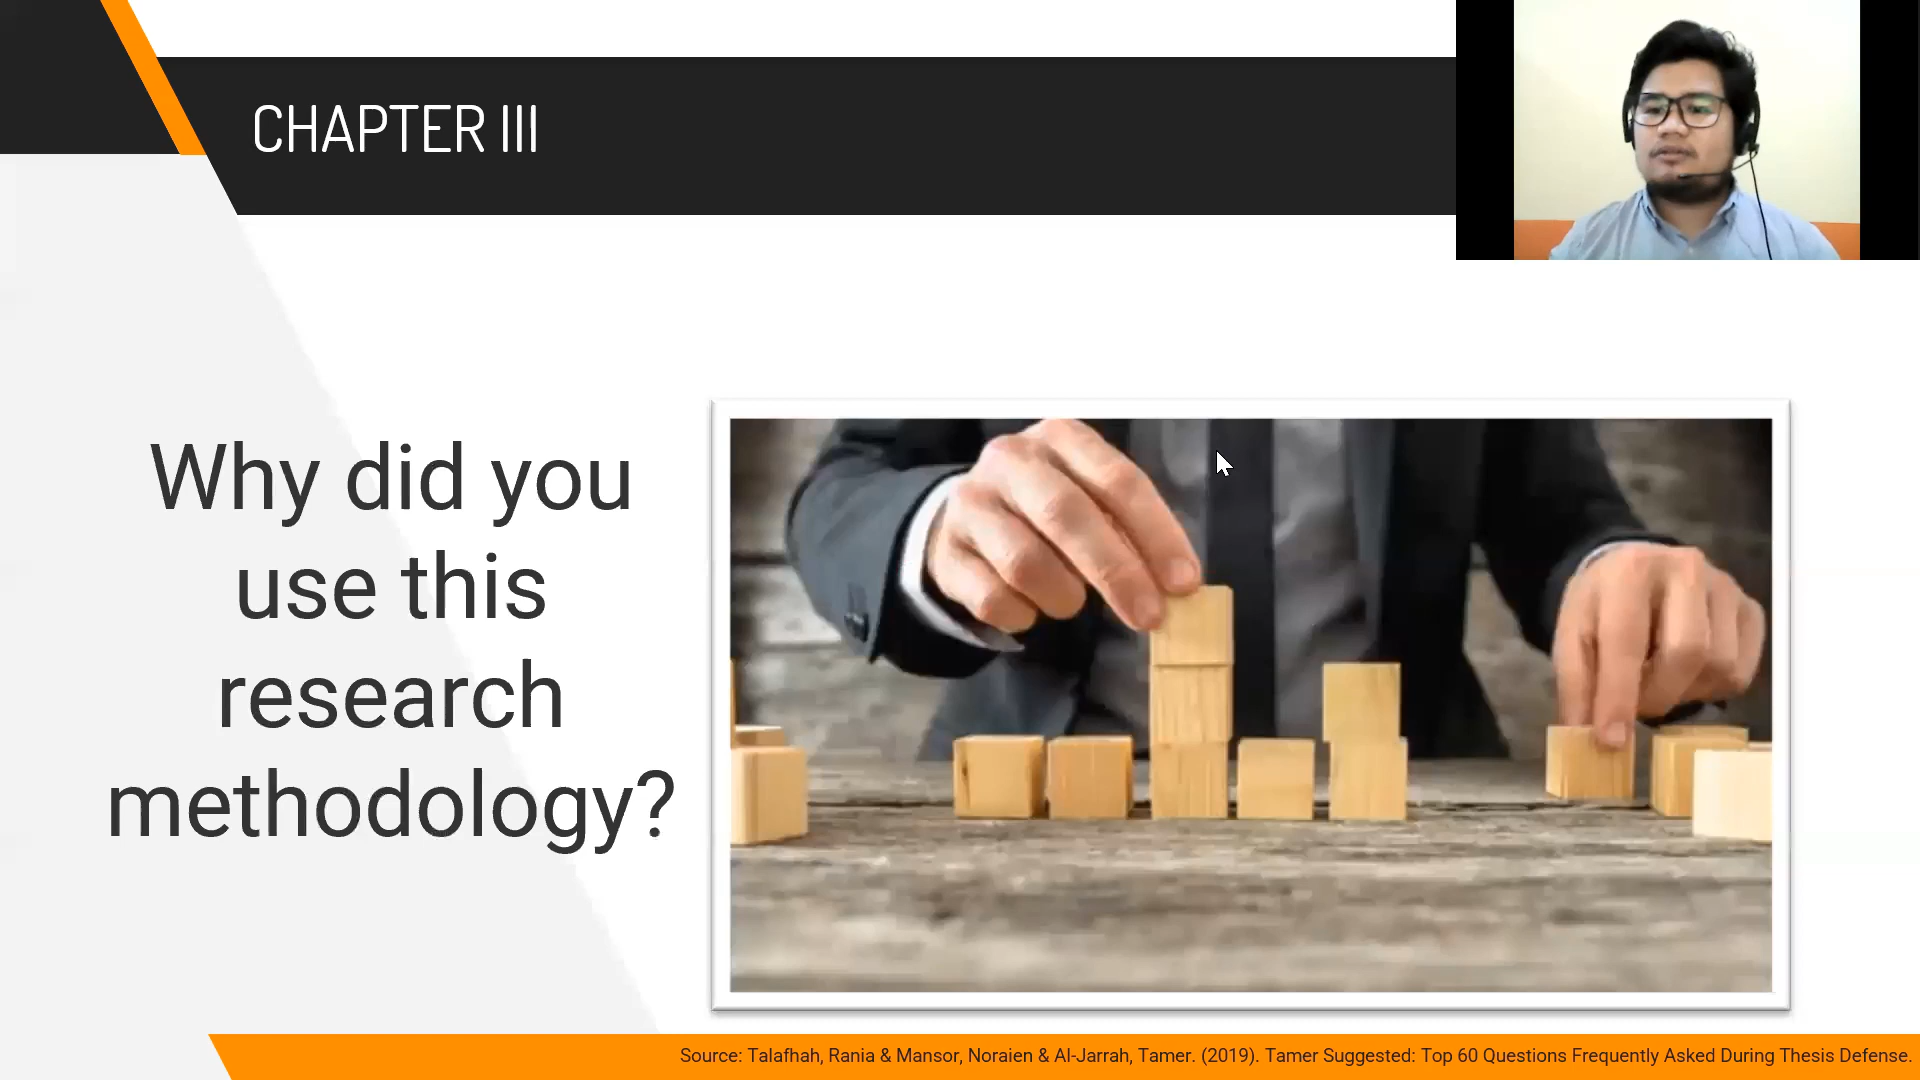 CHAPTER III
Why did you
use this
research
methodology?
Source: Talafhah, Rania & Mansor, Noraien & Al-Jarrah, Tamer. (2019). Tamer Suggested: Top 60 Questions Frequently Asked During Thesis Defense.